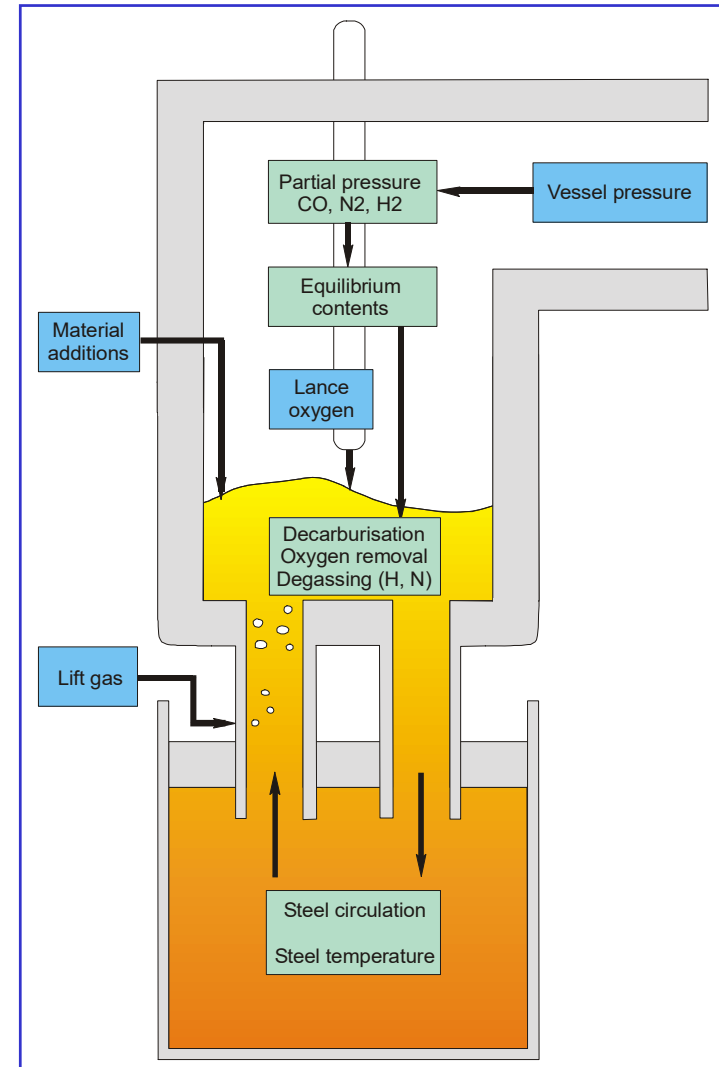 Partial pressure
CO, N2, H2
Vessel pressure
Equilibrium
contents
Material
additions
Lance
oxygen
Decarburisation
Oxygen removal
Degassing (H, N)
Lift gas
Steel circulation
Steel temperature